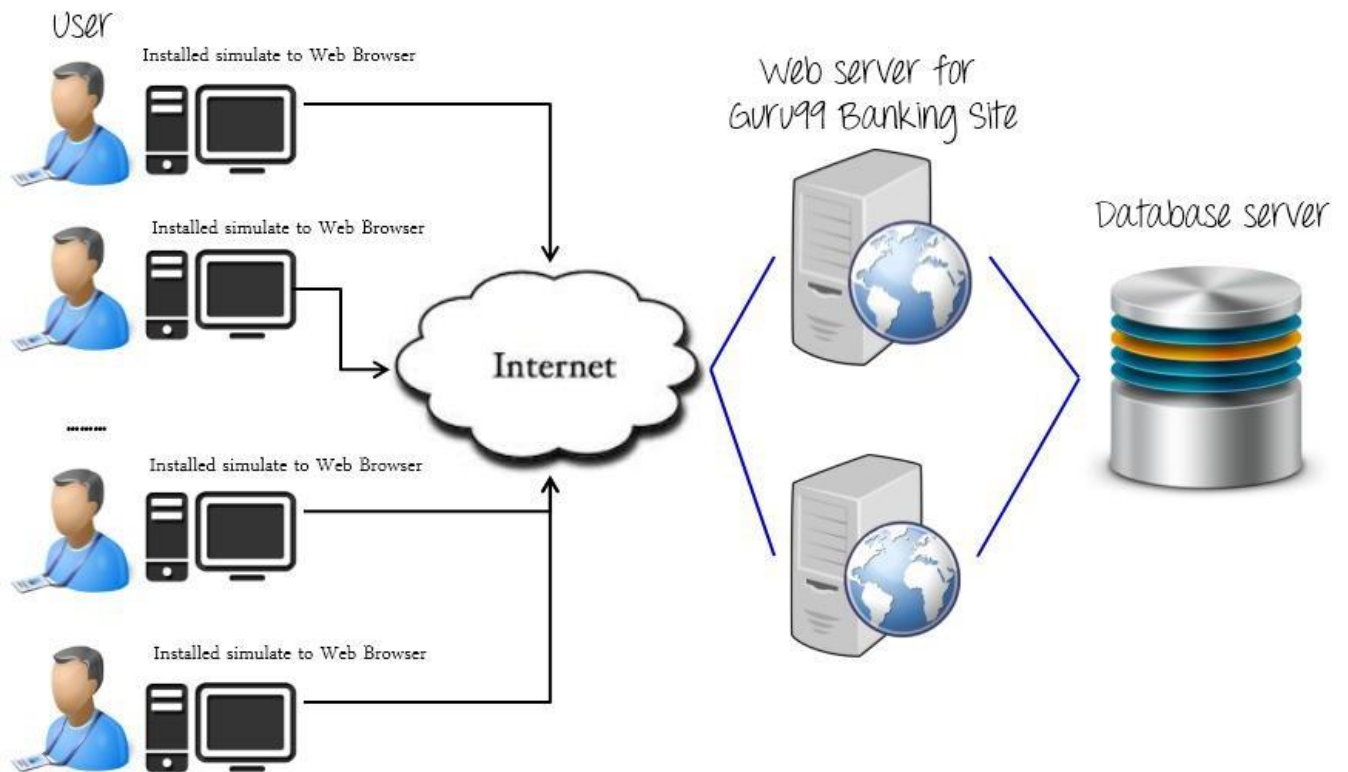 User
Installed simulate to Web Browser
Installed simulate to Web Browser
………
Installed simulate to Web Browser
Installed simulate to Web Browser
Internet
Web server for
Guru99 Banking Site
Database server